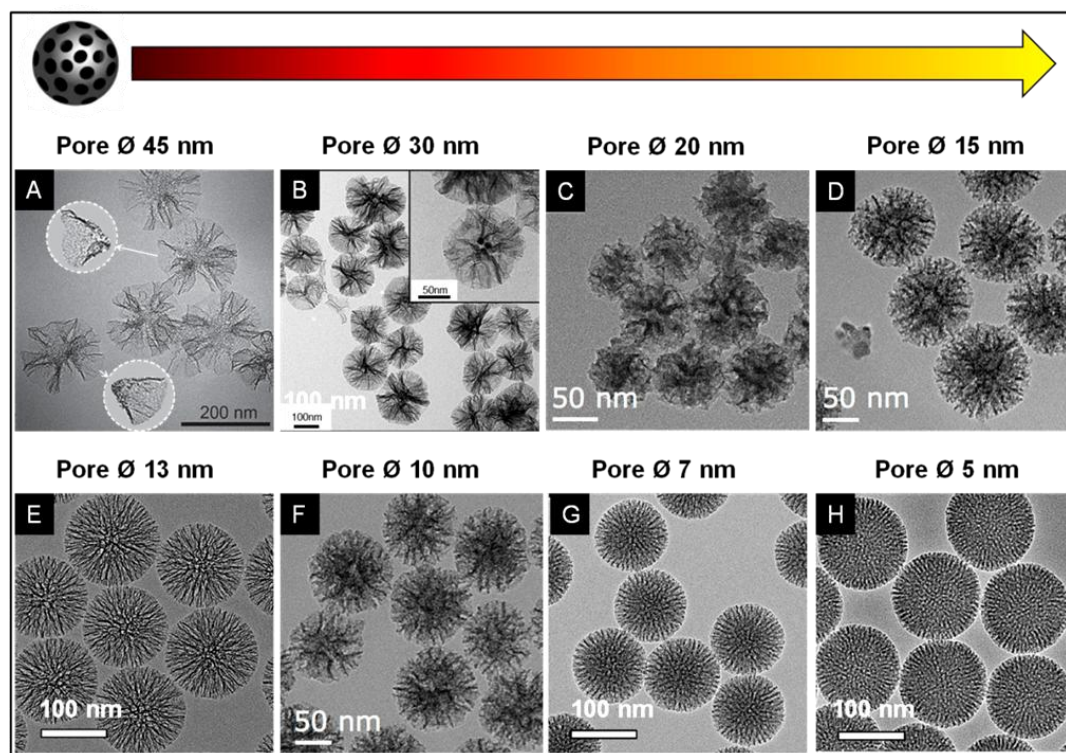 Pore Ø 45 nm
Pore Ø 30 nm
Pore Ø 20 nm
Pore Ø 15 nm
A
200 nm
B
50nm
100 nm
100nm
C
50 nm
D
50 nm
Pore Ø 13 nm
Pore Ø 10 nm
Pore Ø 7 nm
Pore Ø 5 nm
E
100 nm
F
50 nm
G
100 nm
H
100 nm